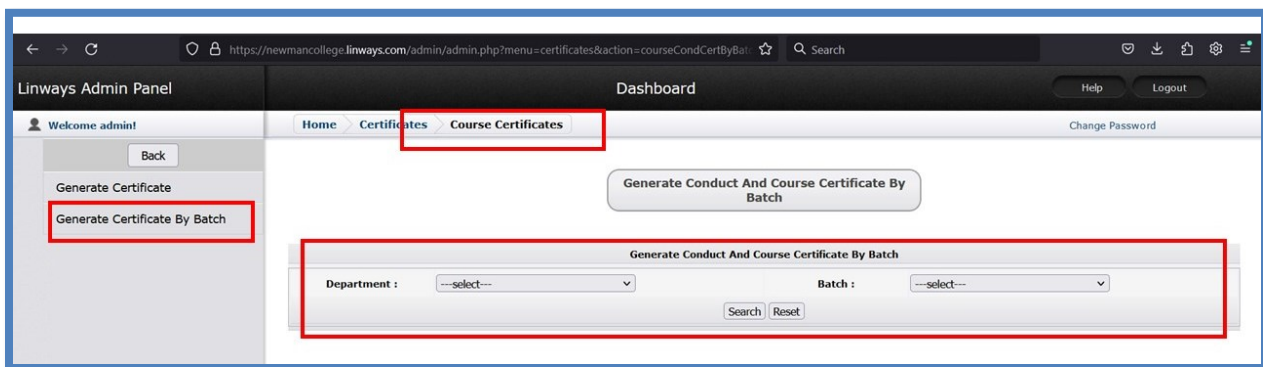 https://newmancollege.linways.com/admin/admin.php?menu=certificates&action=courseCondCertByBatc
Search
Linways Admin Panel
Dashboard
Help
Logout
Welcome admin!
Home
Certificates
Course Certificates
Change Password
Back
Generate Certificate
Generate Certificate By Batch
Generate Conduct And Course Certificate By
Batch
Generate Conduct And Course Certificate By Batch
Department :
---select---
Batch :
---select---
Search
Reset